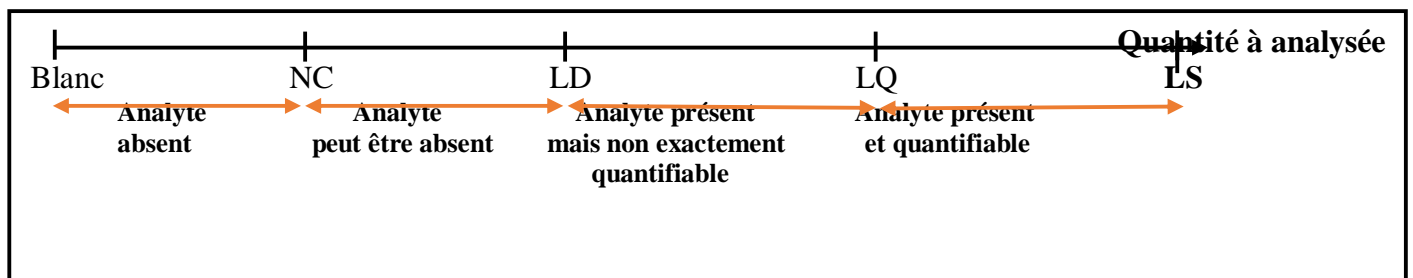 Quantité à analysée
Blanc NC LD LQ LS
Analyte Analyte Analyte présent Analyte présent
absent peut être absent mais non exactement et quantifiable
quantifiable